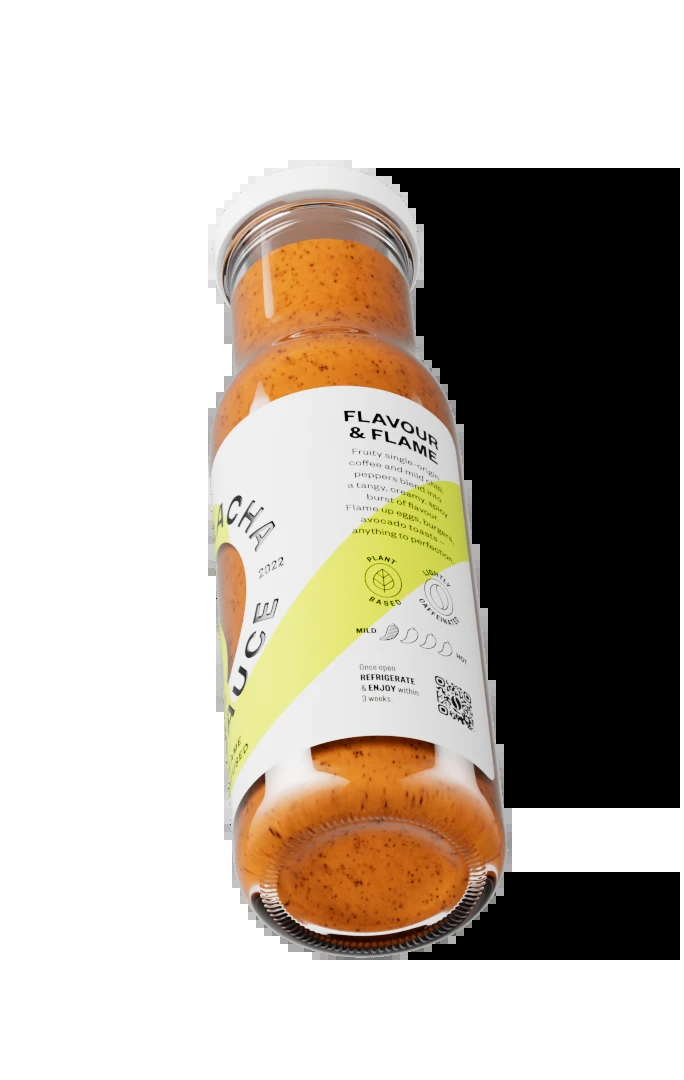 ACHA
2022
AUCE
FLAVOUR
& FLAME
Fruity single-origin
coffee and mild chilli
peppers blend into
a tangy, creamy, spicy
burst of flavour
Flame up eggs, burgers,
avocado toasts –
anything to perfection.
PLANT
BASED
LIGHTLY
CAFFEINATED
MILD
HOT
Once open
REFRIGERATE
& ENJOY within
3 weeks.